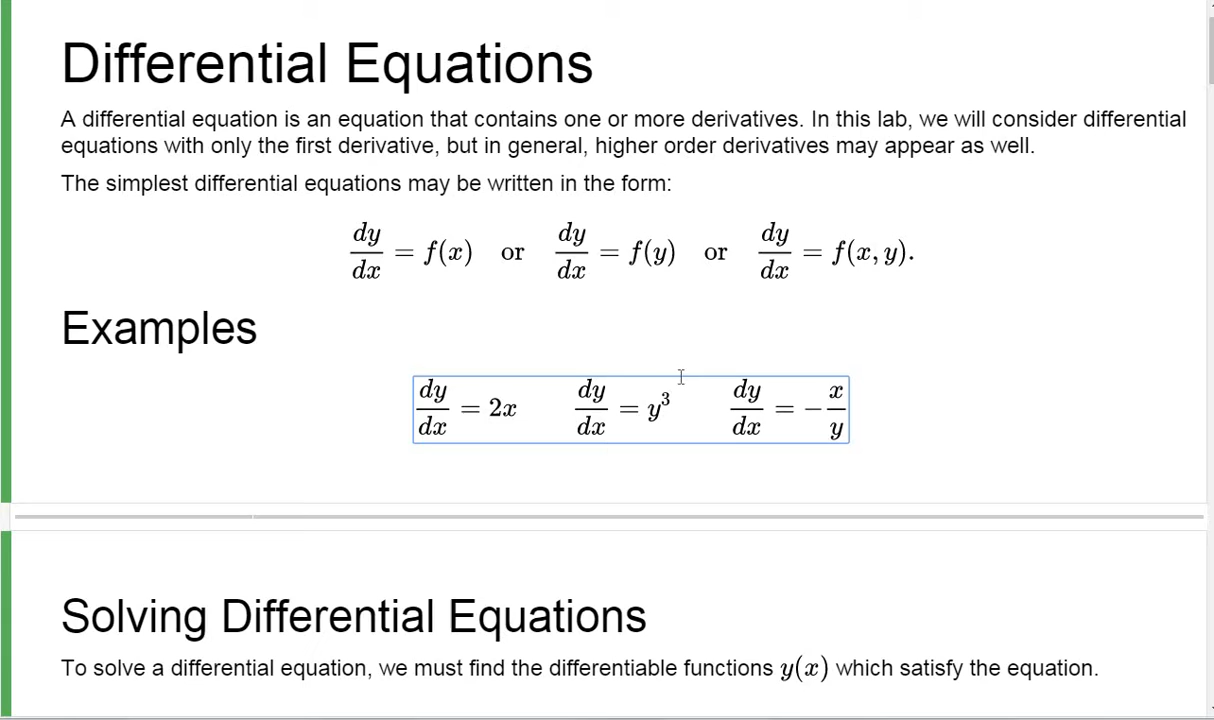 Differential Equations
A differential equation is an equation that contains one or more derivatives. In this lab, we will consider differential
equations with only the first derivative, but in general, higher order derivatives may appear as well.
The simplest differential equations may be written in the form:
dy/dx = f(x) or dy/dx = f(y) or dy/dx = f(x, y).
Examples
dy/dx = 2x dy/dx = y³ dy/dx = −x/y
Solving Differential Equations
To solve a differential equation, we must find the differentiable functions y(x) which satisfy the equation.